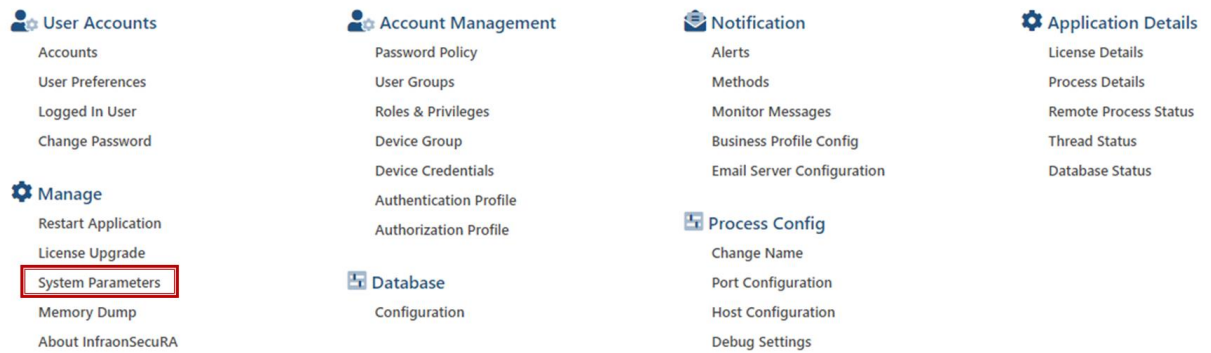 User Accounts
Accounts
User Preferences
Logged In User
Change Password
Manage
Restart Application
License Upgrade
System Parameters
Memory Dump
About InfraonSecuRA
Account Management
Password Policy
User Groups
Roles & Privileges
Device Group
Device Credentials
Authentication Profile
Authorization Profile
Database
Configuration
Notification
Alerts
Methods
Monitor Messages
Business Profile Config
Email Server Configuration
Process Config
Change Name
Port Configuration
Host Configuration
Debug Settings
Application Details
License Details
Process Details
Remote Process Status
Thread Status
Database Status